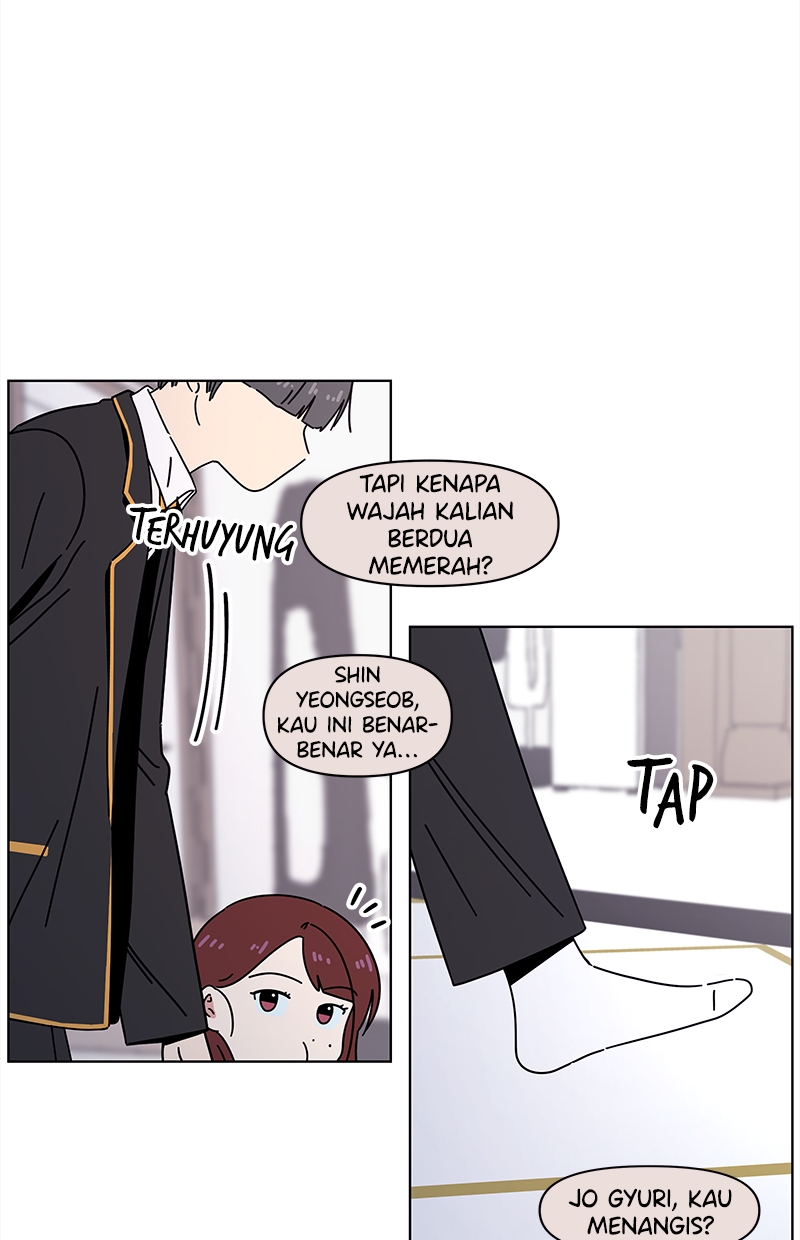 TAPI KENAPA
WAJAH KALIAN
BERDUA
MEMERAH?
TERHUYUNG
SHIN
YEONGSEOB,
KAU INI BENAR-
BENAR YA...
TAP
JO GYURI, KAU
MENANGIS?